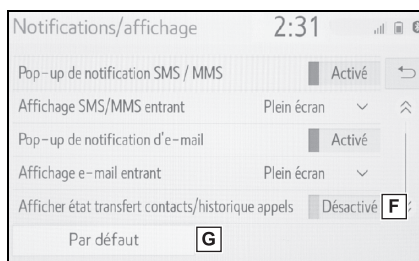 Notifications/affichage 2:31
Pop-up de notification SMS / MMS Activé
Affichage SMS/MMS entrant Plein écran
Pop-up de notification d'e-mail Activé
Affichage e-mail entrant Plein écran
Afficher état transfert contacts/historique appels Désactivé F
Par défaut G